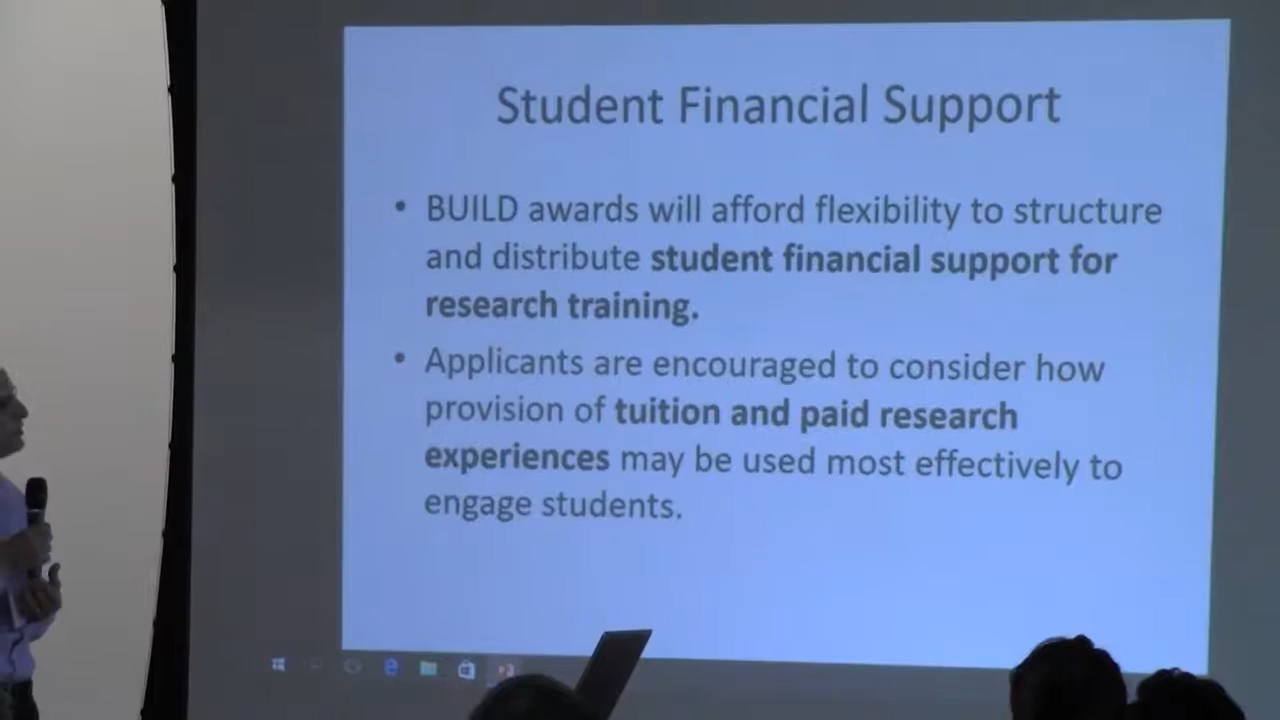 Student Financial Support
• BUILD awards will afford flexibility to structure
and distribute student financial support for
research training.
• Applicants are encouraged to consider how
provision of tuition and paid research
experiences may be used most effectively to
engage students.